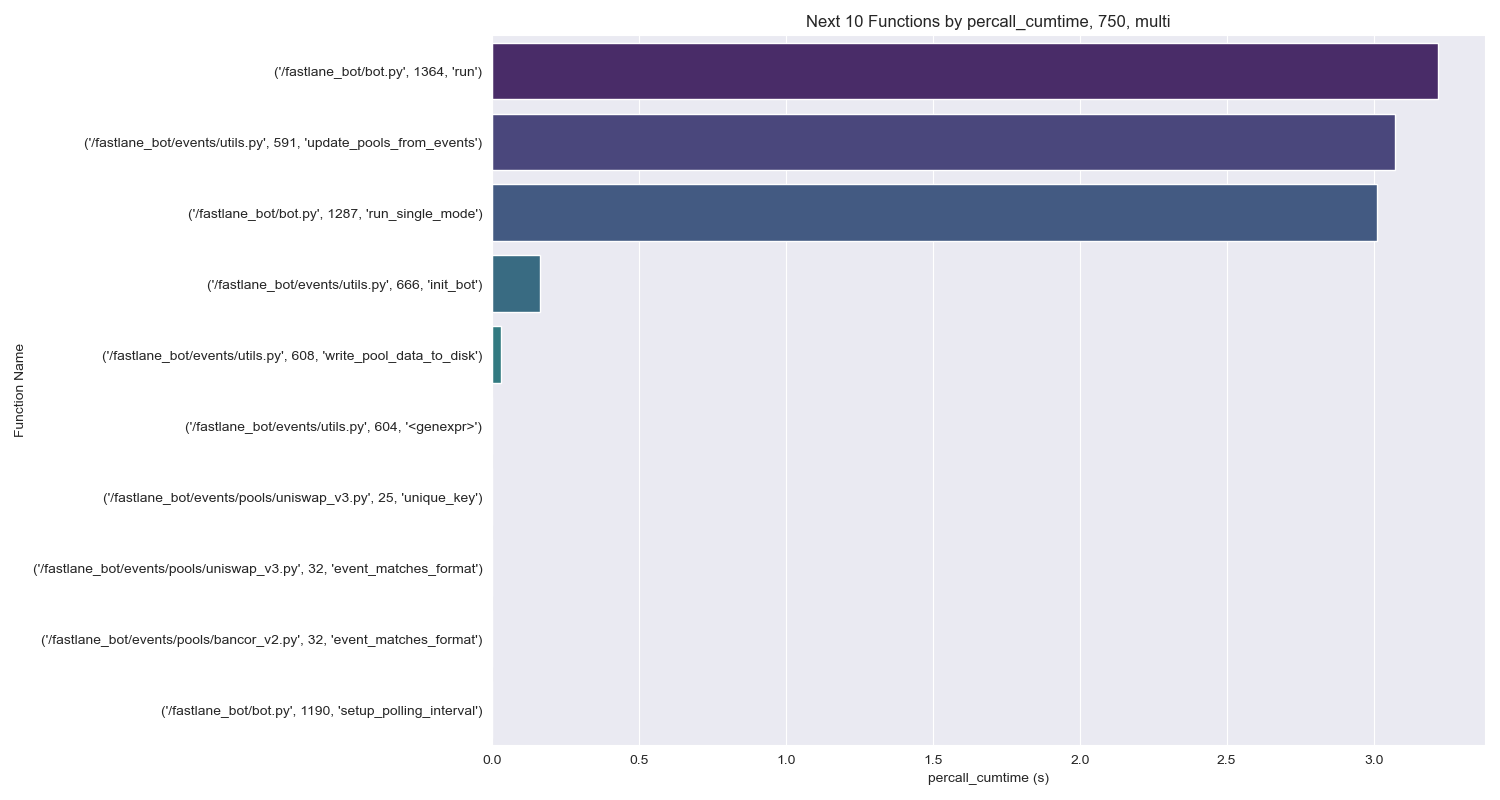 Next 10 Functions by percall_cumtime, 750, multi
('/fastlane_bot/bot.py', 1364, 'run')
('/fastlane_bot/events/utils.py', 591, 'update_pools_from_events')
('/fastlane_bot/bot.py', 1287, 'run_single_mode')
('/fastlane_bot/events/utils.py', 666, 'init_bot')
('/fastlane_bot/events/utils.py', 608, 'write_pool_data_to_disk')
('/fastlane_bot/events/utils.py', 604, '<genexpr>')
('/fastlane_bot/events/pools/uniswap_v3.py', 25, 'unique_key')
('/fastlane_bot/events/pools/uniswap_v3.py', 32, 'event_matches_format')
('/fastlane_bot/events/pools/bancor_v2.py', 32, 'event_matches_format')
('/fastlane_bot/bot.py', 1190, 'setup_polling_interval')
Function Name
0.0 0.5 1.0 1.5 2.0 2.5 3.0
percall_cumtime (s)